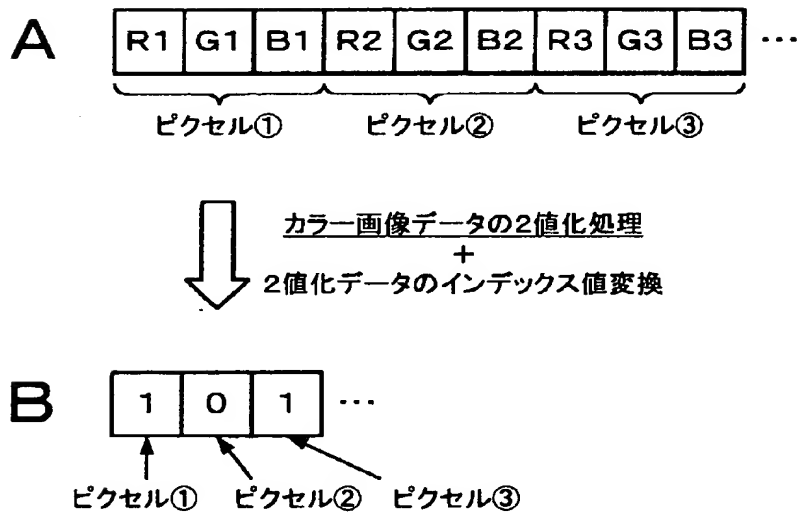 A R1 G1 B1 R2 G2 B2 R3 G3 B3 …
ピクセル① ピクセル② ピクセル③
カラー画像データの2値化処理
+
2値化データのインデックス値変換
B 1 0 1 …
ピクセル① ピクセル② ピクセル③